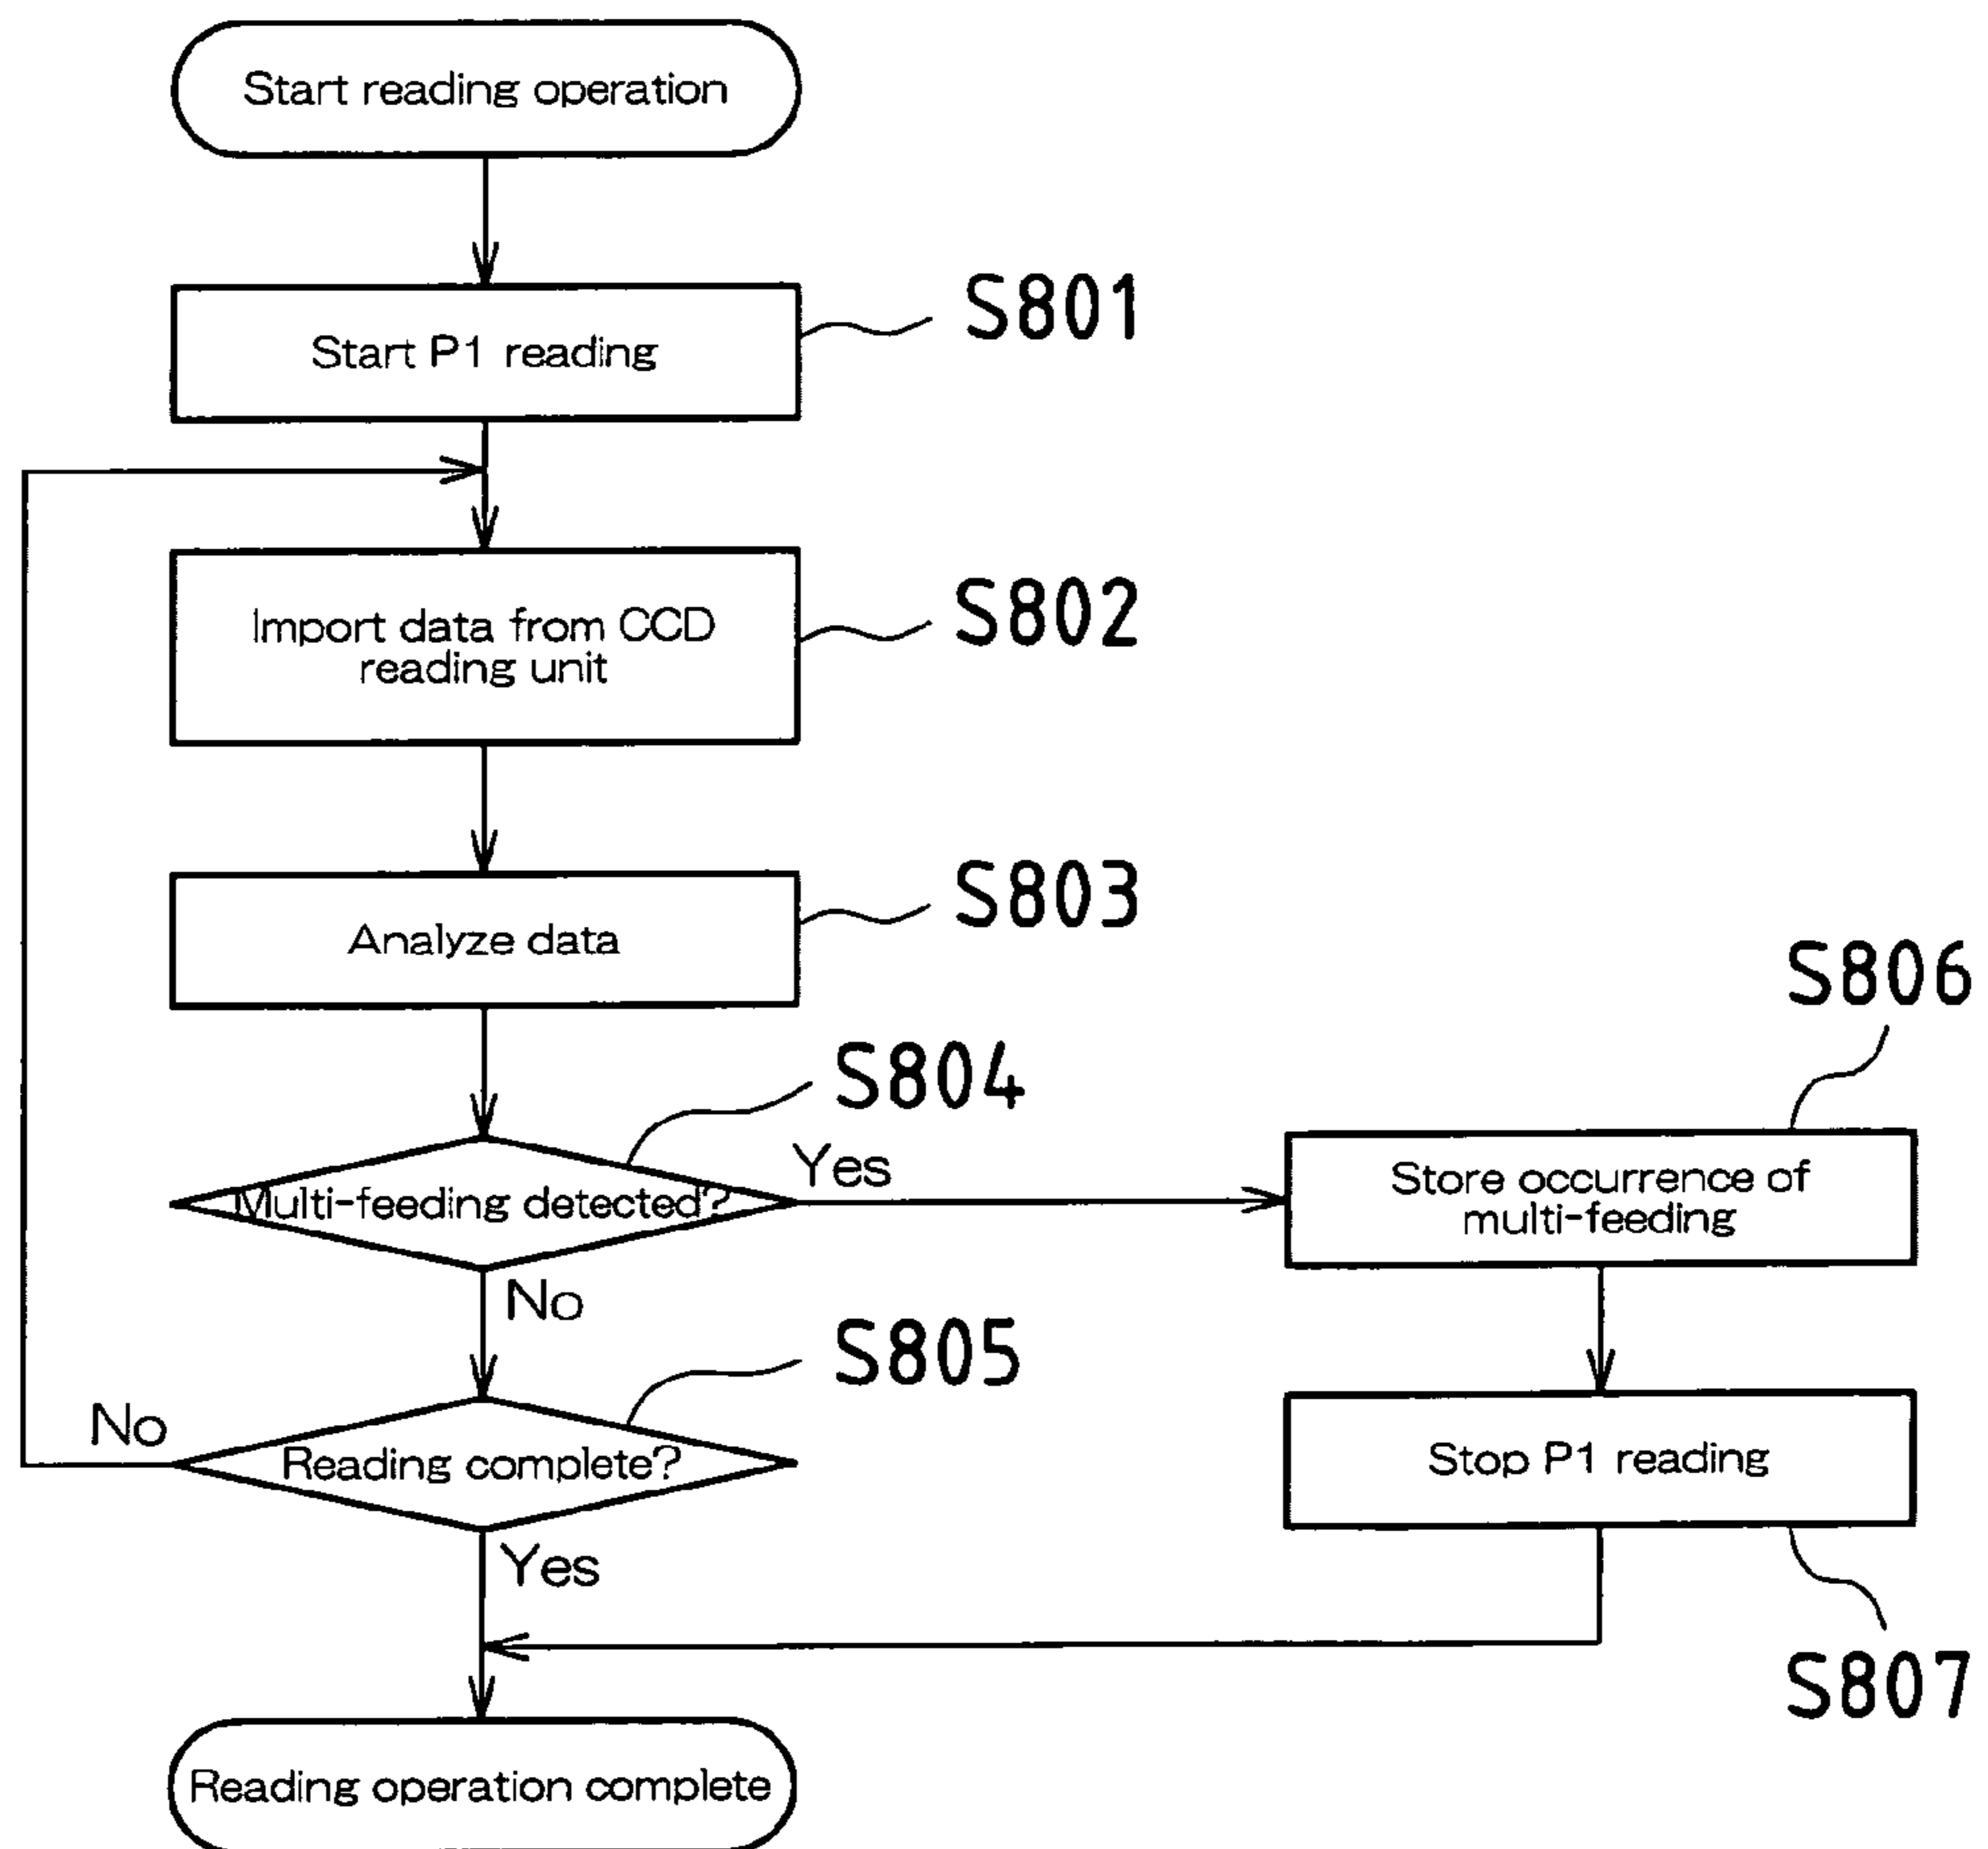 Start reading operation
Start P1 reading
S801
Import data from CCD
reading unit
S802
Analyze data
S803
S804
Multi-feeding detected?
Yes
No
S806
Store occurrence of
multi-feeding
S805
Reading complete?
No
Yes
Stop P1 reading
S807
Reading operation complete